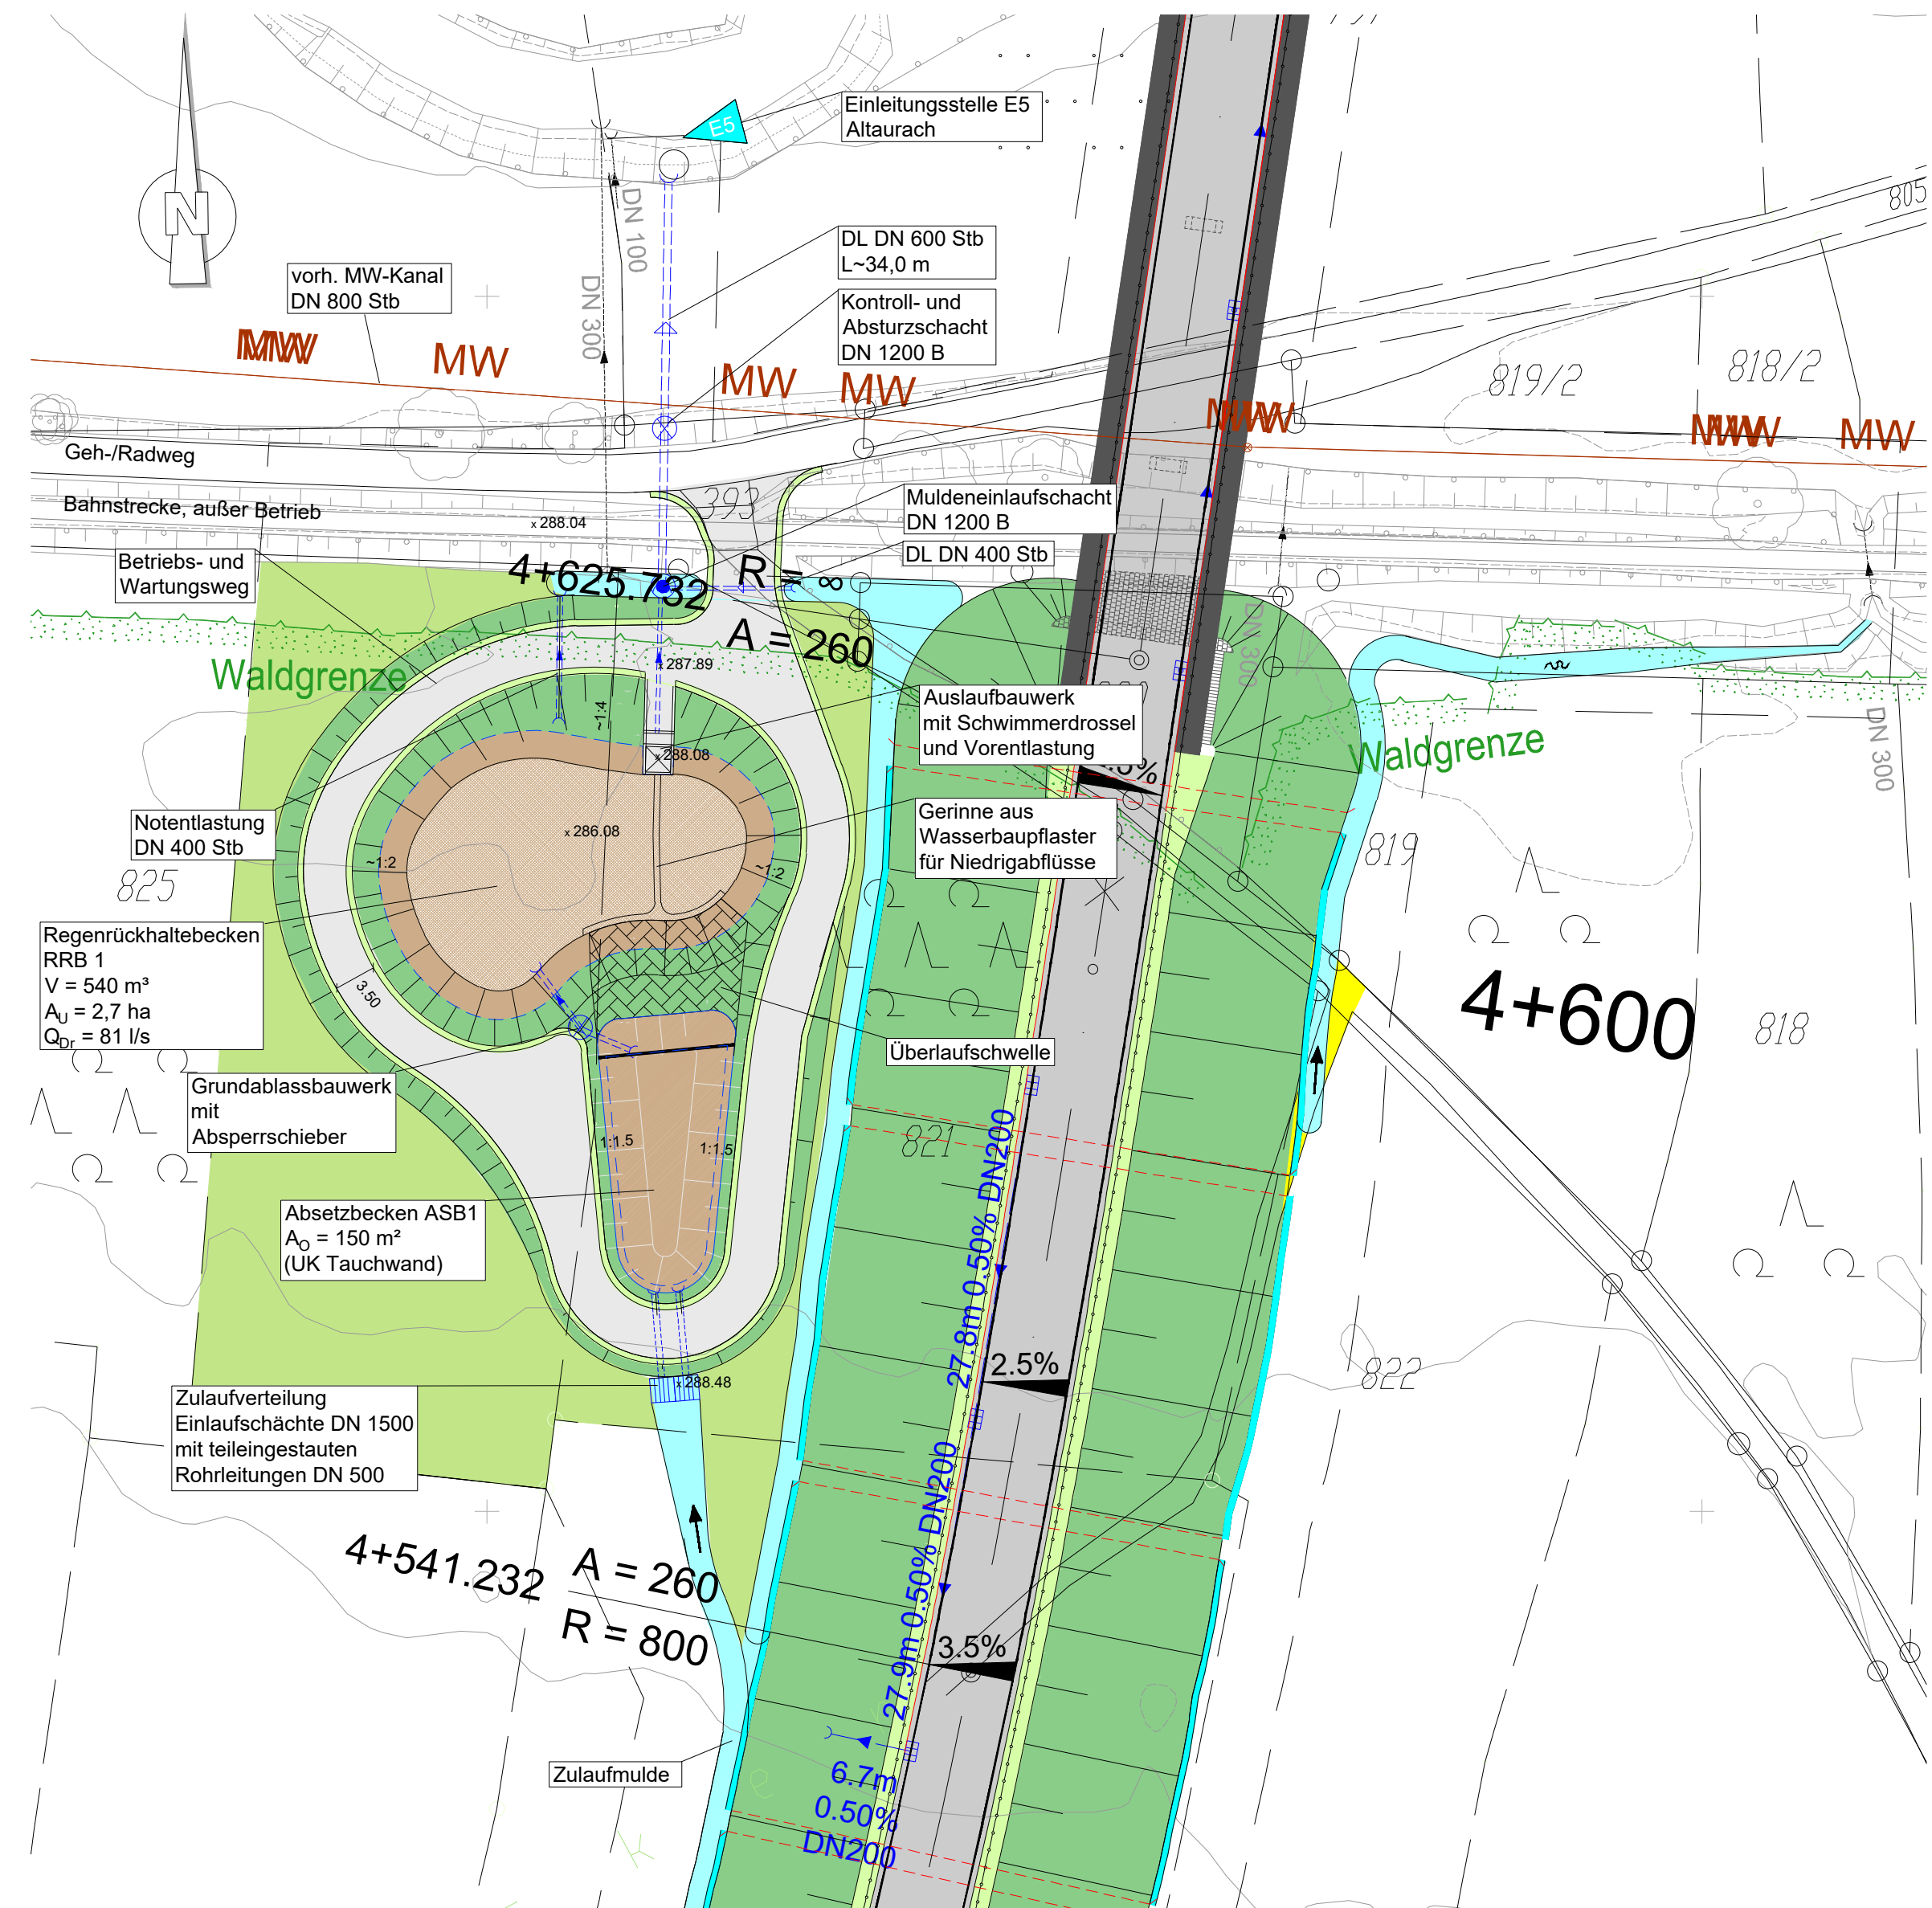 E5
Einleitungsstelle E5
Altaurach
N
DN 100
DN 300
805
DL DN 600 Stb
L~34,0 m
vorh. MW-Kanal
DN 800 Stb
Kontroll- und
Absturzschacht
DN 1200 B
MW
MW
MW
MW
MW
MW
MW
MW
MW
819/2
818/2
Geh-/Radweg
Bahnstrecke, außer Betrieb
393
x 288.04
Muldeneinlaufschacht
DN 1200 B
DL DN 400 Stb
Betriebs- und
Wartungsweg
4+625.732
R = ∞
A = 260
DN 300
Waldgrenze
287.89
~1:4
Auslaufbauwerk
mit Schwimmerdrossel
und Vorentlastung
Waldgrenze
DN 300
x 288.08
x 286.08
Notentlastung
DN 400 Stb
~1:2
~1:2
Gerinne aus
Wasserbaupflaster
für Niedrigabflüsse
819
825
Regenrückhaltebecken
RRB 1
V = 540 m³
AU = 2,7 ha
QDr = 81 l/s
3.50
4+600
818
Überlaufschwelle
Grundablassbauwerk
mit
Absperrschieber
1:1.5
1:1.5
821
27.8m 0.50% DN200
Absetzbecken ASB1
AO = 150 m²
(UK Tauchwand)
2.5%
822
x 288.48
Zulaufverteilung
Einlaufschächte DN 1500
mit teileingestauten
Rohrleitungen DN 500
27.9m 0.50% DN200
4+541.232
A = 260
R = 800
3.5%
Zulaufmulde
6.7m
0.50%
DN200